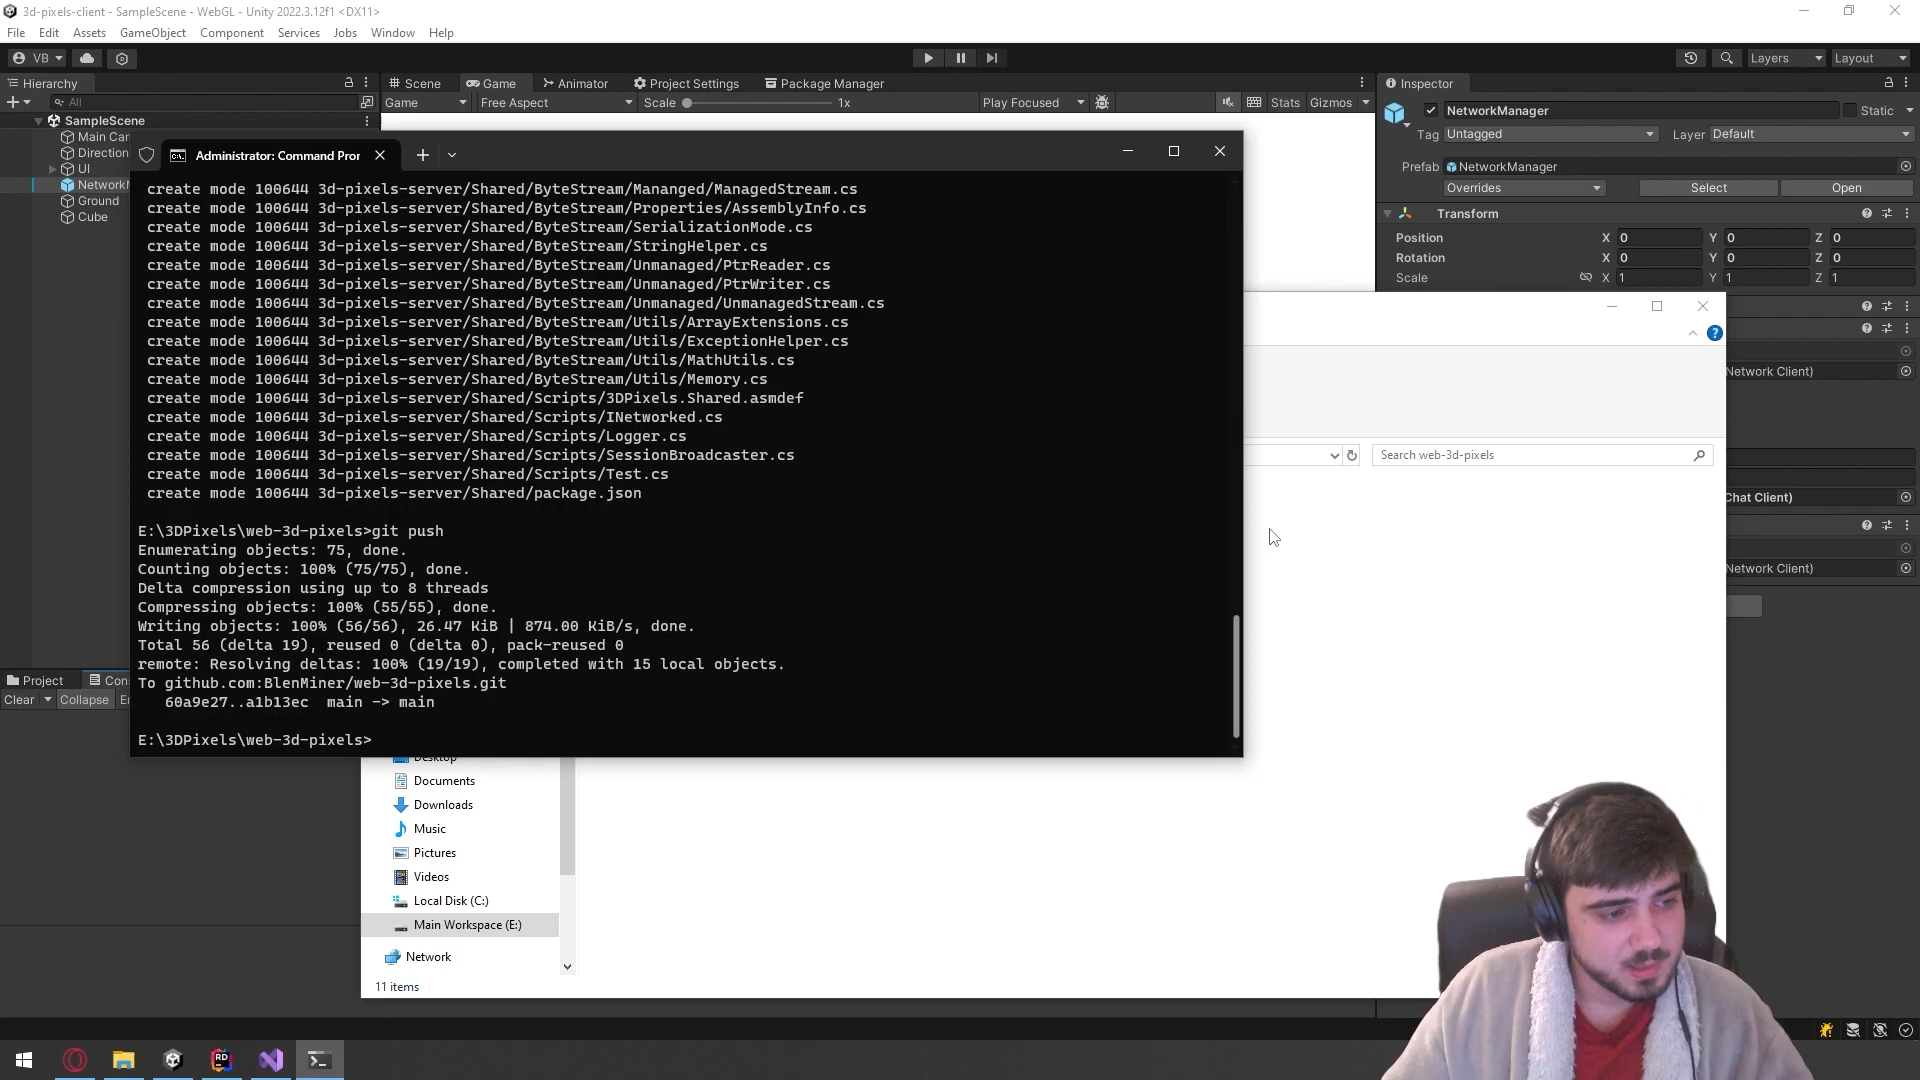 3d-pixels-client - SampleScene - WebGL - Unity 2022.3.12f1 <DX11>
File Edit Assets GameObject Component Services Jobs Window Help
VB
Layers Layout
Hierarchy
Scene Game Animator Project Settings Package Manager
Inspector
All
Game Free Aspect Scale 1x Play Focused Stats Gizmos
NetworkManager Static
SampleScene
Main Car
Direction
UI
Network
Ground
Cube
Tag Untagged Layer Default
Prefab NetworkManager
Overrides Select Open
Transform
Position X 0 Y 0 Z 0
Rotation X 0 Y 0 Z 0
Scale X 1 Y 1 Z 1
Administrator: Command Pror
create mode 100644 3d-pixels-server/Shared/ByteStream/Mananged/ManagedStream.cs
create mode 100644 3d-pixels-server/Shared/ByteStream/Properties/AssemblyInfo.cs
create mode 100644 3d-pixels-server/Shared/ByteStream/SerializationMode.cs
create mode 100644 3d-pixels-server/Shared/ByteStream/StringHelper.cs
create mode 100644 3d-pixels-server/Shared/ByteStream/Unmanaged/PtrReader.cs
create mode 100644 3d-pixels-server/Shared/ByteStream/Unmanaged/PtrWriter.cs
create mode 100644 3d-pixels-server/Shared/ByteStream/Unmanaged/UnmanagedStream.cs
create mode 100644 3d-pixels-server/Shared/ByteStream/Utils/ArrayExtensions.cs
create mode 100644 3d-pixels-server/Shared/ByteStream/Utils/ExceptionHelper.cs
create mode 100644 3d-pixels-server/Shared/ByteStream/Utils/MathUtils.cs
create mode 100644 3d-pixels-server/Shared/ByteStream/Utils/Memory.cs
create mode 100644 3d-pixels-server/Shared/Scripts/3DPixels.Shared.asmdef
create mode 100644 3d-pixels-server/Shared/Scripts/INetworked.cs
create mode 100644 3d-pixels-server/Shared/Scripts/Logger.cs
create mode 100644 3d-pixels-server/Shared/Scripts/SessionBroadcaster.cs
create mode 100644 3d-pixels-server/Shared/Scripts/Test.cs
create mode 100644 3d-pixels-server/Shared/package.json
E:\3DPixels\web-3d-pixels>git push
Enumerating objects: 75, done.
Counting objects: 100% (75/75), done.
Delta compression using up to 8 threads
Compressing objects: 100% (55/55), done.
Writing objects: 100% (56/56), 26.47 KiB | 874.00 KiB/s, done.
Total 56 (delta 19), reused 0 (delta 0), pack-reused 0
remote: Resolving deltas: 100% (19/19), completed with 15 local objects.
To github.com:BlenMiner/web-3d-pixels.git
60a9e27..a1b13ec main -> main
E:\3DPixels\web-3d-pixels>
Search web-3d-pixels
Network Client)
Chat Client)
Network Client)
Project Con
Clear Collapse E
Desktop
Documents
Downloads
Music
Pictures
Videos
Local Disk (C:)
Main Workspace (E:)
Network
11 items
RD